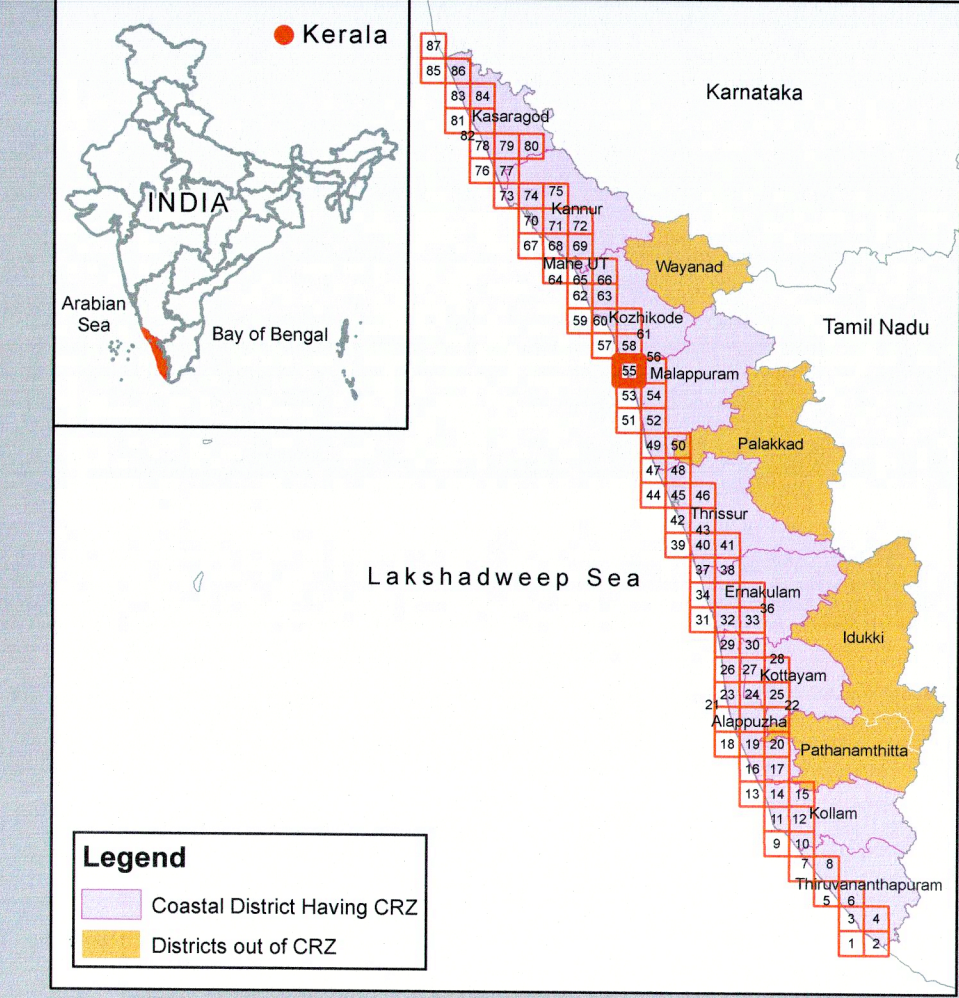 Kerala
INDIA
Arabian
Sea
Bay of Bengal
87
85 86
Karnataka
83 84
81 Kasaragod
82
78 79 80
76 77
73 74 75
Kannur
70 71 72
67 68 69
Mahe UT
64 65 66
Wayanad
62 63
59 60 Kozhikode
61
Tamil Nadu
57 58
56
55 Malappuram
53 54
51 52
49 50 Palakkad
47 48
44 45 46
42 Thrissur
43
39 40 41
37 38
Lakshadweep Sea
34 Ernakulam
36
31 32 33
Idukki
29 30
28
26 27 Kottayam
23 24 25
21 22
Alappuzha
18 19 20 Pathanamthitta
16 17
13 14 15
11 12 Kollam
9 10
7 8
Thiruvananthapuram
5 6
3 4
1 2
Legend
Coastal District Having CRZ
Districts out of CRZ